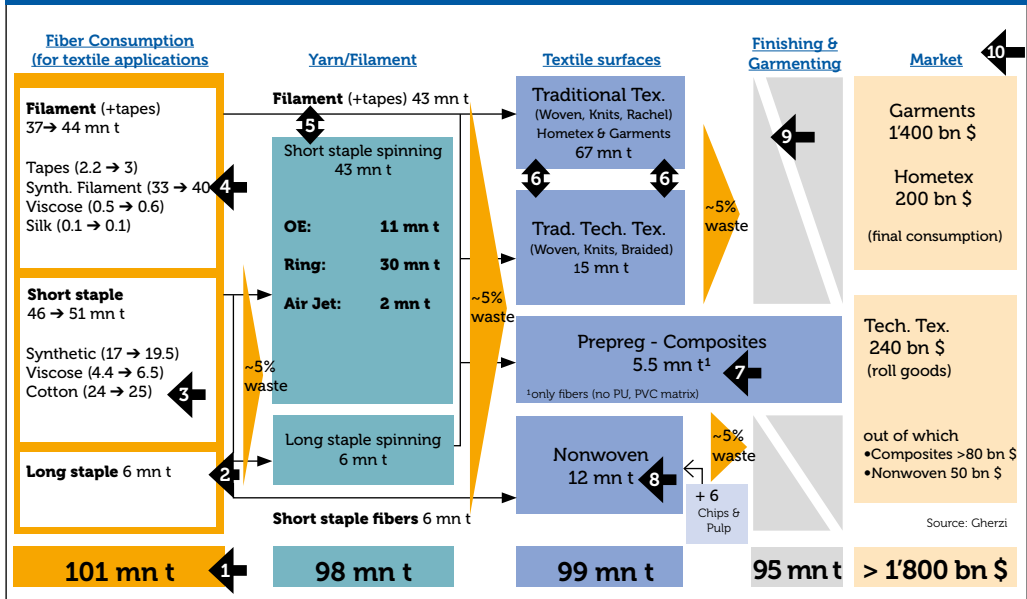 Fiber Consumption
(for textile applications
Yarn/Filament
Textile surfaces
Finishing &
Garmenting
Market
10
Filament (+tapes)
37→ 44 mn t
Tapes (2.2 → 3)
Synth. Filament (33 → 40
Viscose (0.5 → 0.6)
Silk (0.1 → 0.1)
4
Short staple
46 → 51 mn t
Synthetic (17 → 19.5)
Viscose (4.4 → 6.5)
Cotton (24 → 25)
3
Long staple 6 mn t
2
101 mn t
1
~5%
waste
Filament (+tapes) 43 mn t
5
Short staple spinning
43 mn t
OE: 11 mn t
Ring: 30 mn t
Air Jet: 2 mn t
Long staple spinning
6 mn t
Short staple fibers 6 mn t
98 mn t
~5%
waste
Traditional Tex.
(Woven, Knits, Rachel)
Hometex & Garments
67 mn t
6
6
Trad. Tech. Tex.
(Woven, Knits, Braided)
15 mn t
Prepreg - Composites
5.5 mn t¹
7
¹only fibers (no PU, PVC matrix)
Nonwoven
12 mn t
8
+ 6
Chips &
Pulp
99 mn t
~5%
waste
~5%
waste
9
95 mn t
Garments
1'400 bn $
Hometex
200 bn $
(final consumption)
Tech. Tex.
240 bn $
(roll goods)
out of which
•Composites >80 bn $
•Nonwoven 50 bn $
Source: Gherzi
> 1'800 bn $